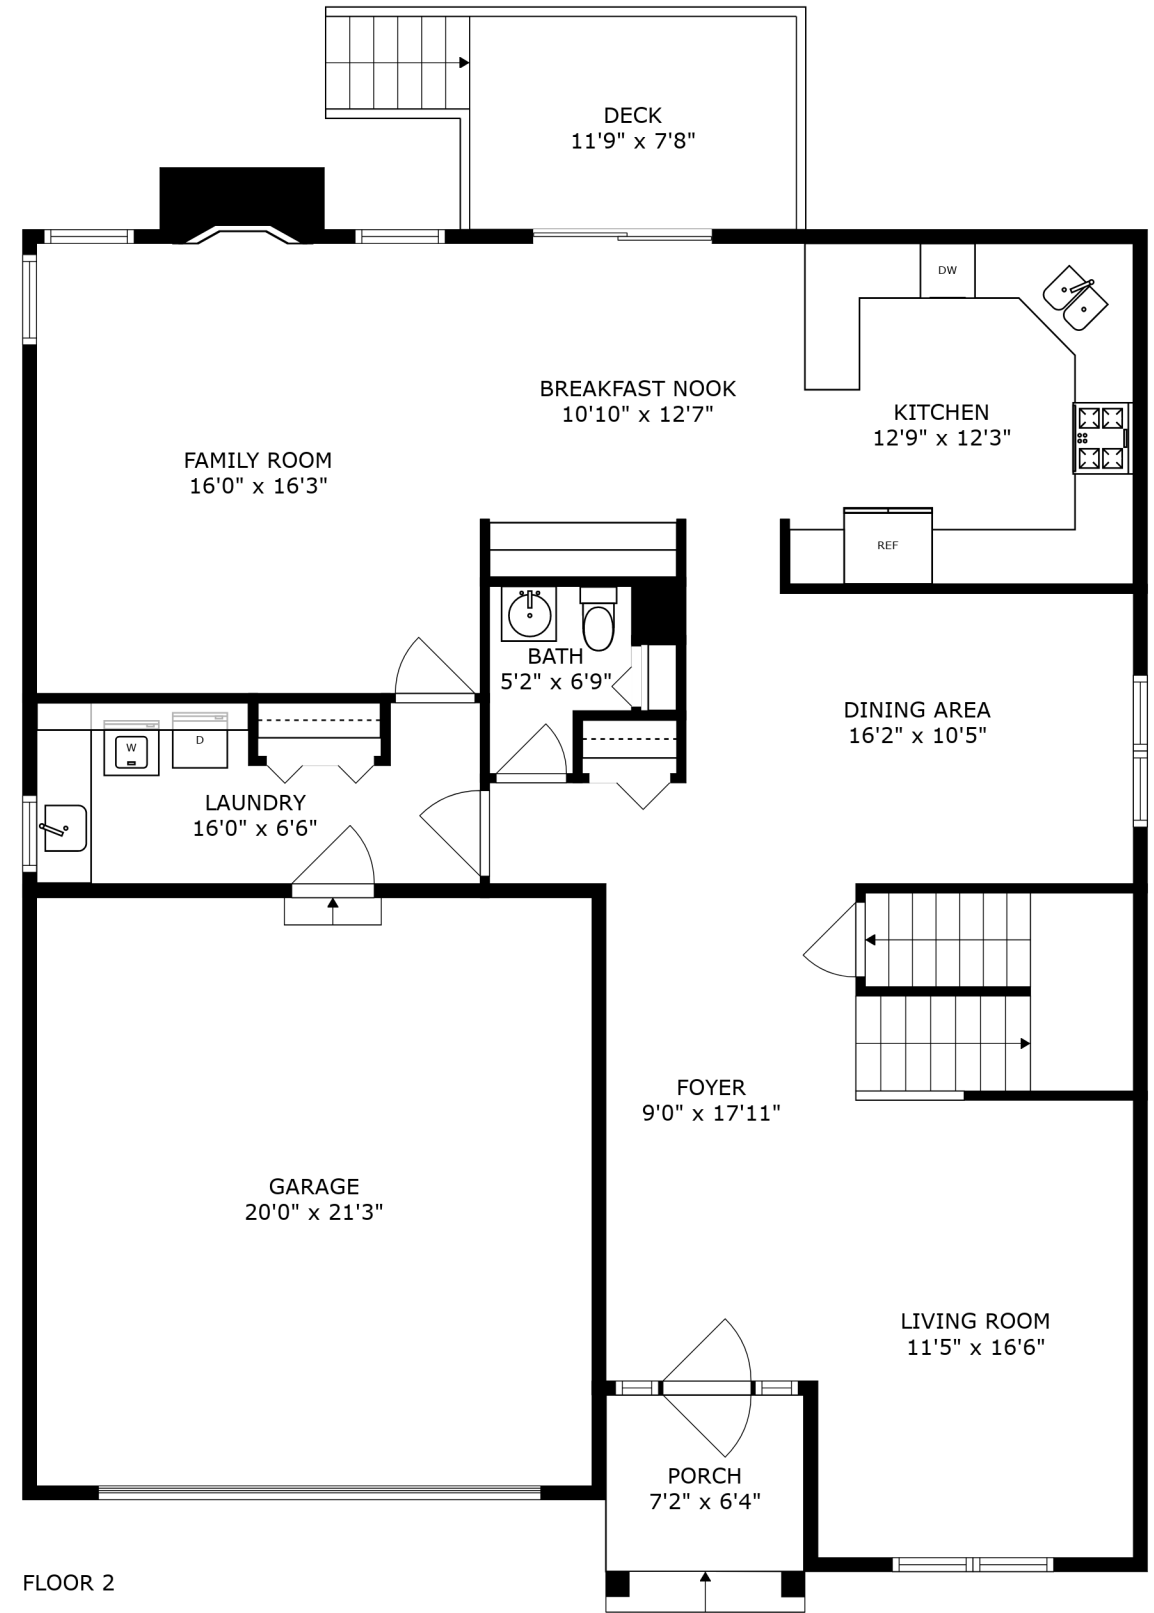 DECK
11'9" x 7'8"
DW
BREAKFAST NOOK
10'10" x 12'7"
KITCHEN
12'9" x 12'3"
FAMILY ROOM
16'0" x 16'3"
REF
BATH
5'2" x 6'9"
DINING AREA
16'2" x 10'5"
W
D
LAUNDRY
16'0" x 6'6"
FOYER
9'0" x 17'11"
GARAGE
20'0" x 21'3"
LIVING ROOM
11'5" x 16'6"
PORCH
7'2" x 6'4"
FLOOR 2